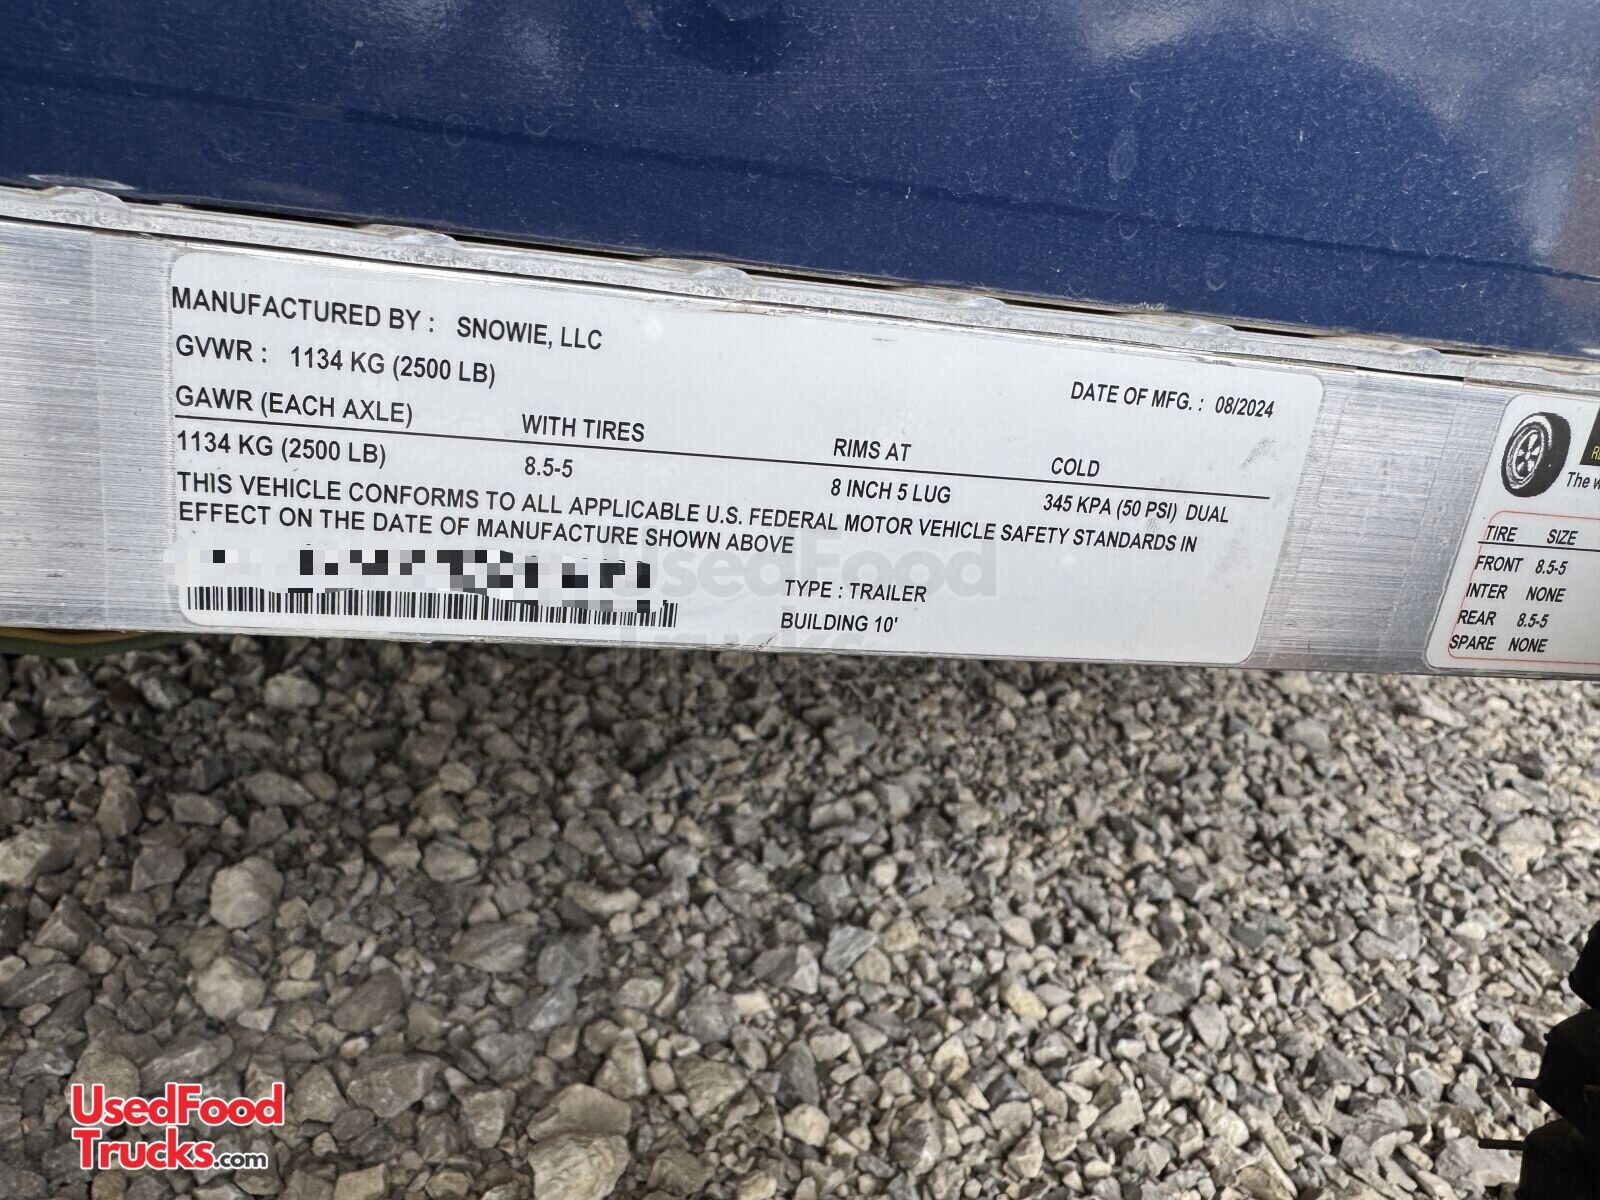 MANUFACTURED BY : SNOWIE, LLC
GVWR : 1134 KG (2500 LB)
DATE OF MFG. : 08/2024
GAWR (EACH AXLE) WITH TIRES RIMS AT COLD
1134 KG (2500 LB) 8.5-5 8 INCH 5 LUG 345 KPA (50 PSI) DUAL
THIS VEHICLE CONFORMS TO ALL APPLICABLE U.S. FEDERAL MOTOR VEHICLE SAFETY STANDARDS IN
EFFECT ON THE DATE OF MANUFACTURE SHOWN ABOVE
TYPE : TRAILER
BUILDING 10'
The
TIRE SIZE
FRONT 8.5-5
INTER NONE
REAR 8.5-5
SPARE NONE
UsedFood
Trucks.com
UsedFood
Trucks.com